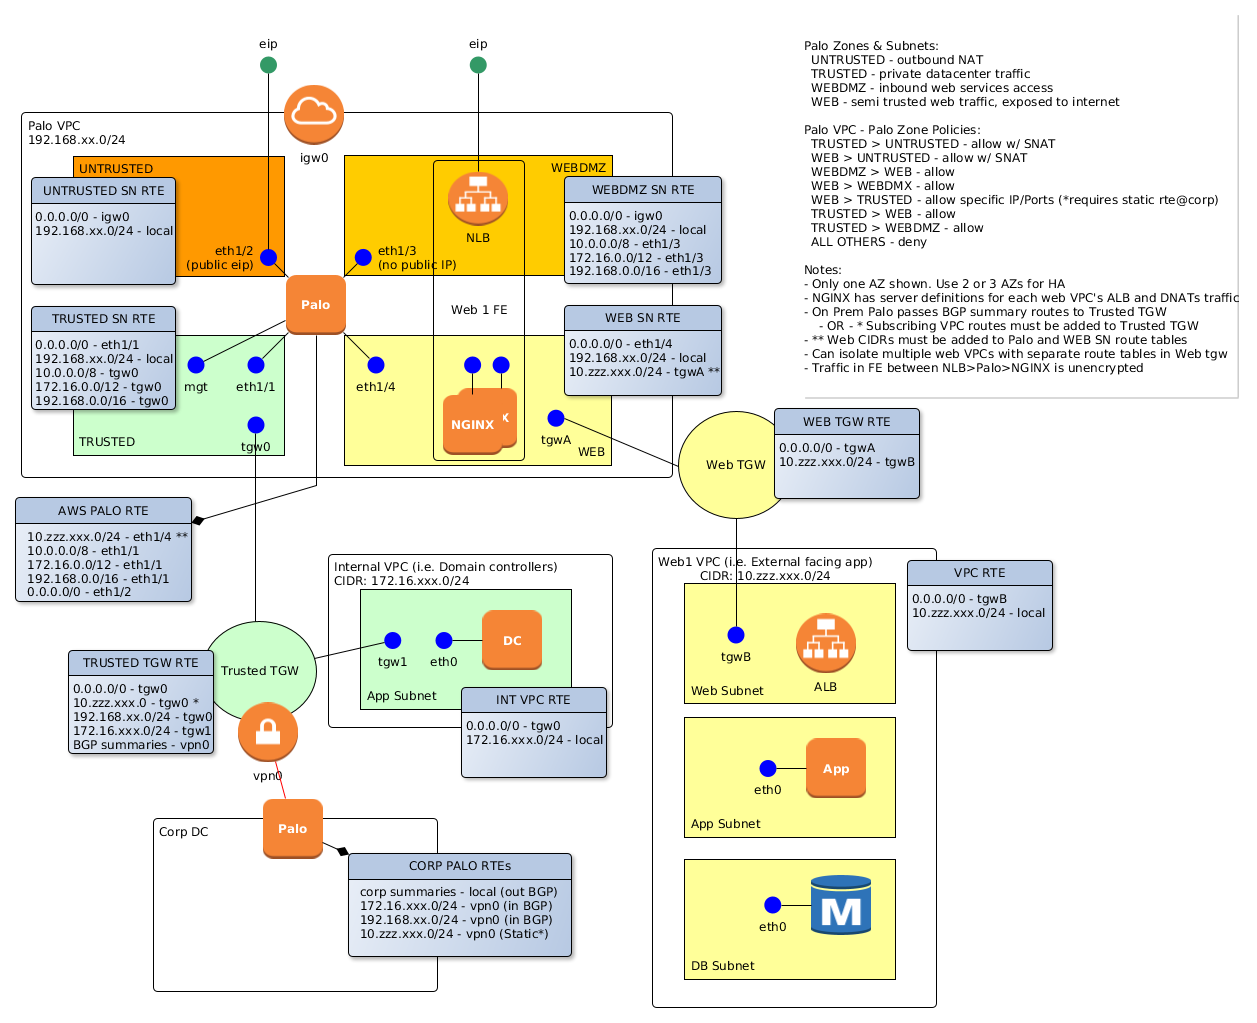 eip
eip
igw0
Palo VPC
192.168.xx.0/24
UNTRUSTED
UNTRUSTED SN RTE
0.0.0.0/0 - igw0
192.168.xx.0/24 - local
eth1/2
(public eip)
WEBDMZ
NLB
eth1/3
(no public IP)
WEBDMZ SN RTE
0.0.0.0/0 - igw0
192.168.xx.0/24 - local
10.0.0.0/8 - eth1/3
172.16.0.0/12 - eth1/3
192.168.0.0/16 - eth1/3
Palo
Web 1 FE
TRUSTED SN RTE
0.0.0.0/0 - eth1/1
192.168.xx.0/24 - local
10.0.0.0/8 - tgw0
172.16.0.0/12 - tgw0
192.168.0.0/16 - tgw0
mgt
eth1/1
tgw0
TRUSTED
WEB SN RTE
0.0.0.0/0 - eth1/4
192.168.xx.0/24 - local
10.zzz.xxx.0/24 - tgwA **
eth1/4
NGINX
X
tgwA
WEB
Palo Zones & Subnets:
UNTRUSTED - outbound NAT
TRUSTED - private datacenter traffic
WEBDMZ - inbound web services access
WEB - semi trusted web traffic, exposed to internet
Palo VPC - Palo Zone Policies:
TRUSTED > UNTRUSTED - allow w/ SNAT
WEB > UNTRUSTED - allow w/ SNAT
WEBDMZ > WEB - allow
WEB > WEBDMX - allow
WEB > TRUSTED - allow specific IP/Ports (*requires static rte@corp)
TRUSTED > WEB - allow
TRUSTED > WEBDMZ - allow
ALL OTHERS - deny
Notes:
- Only one AZ shown. Use 2 or 3 AZs for HA
- NGINX has server definitions for each web VPC's ALB and DNATs traffic
- On Prem Palo passes BGP summary routes to Trusted TGW
- OR - * Subscribing VPC routes must be added to Trusted TGW
- ** Web CIDRs must be added to Palo and WEB SN route tables
- Can isolate multiple web VPCs with separate route tables in Web tgw
- Traffic in FE between NLB>Palo>NGINX is unencrypted
Web TGW
WEB TGW RTE
0.0.0.0/0 - tgwA
10.zzz.xxx.0/24 - tgwB
AWS PALO RTE
10.zzz.xxx.0/24 - eth1/4 **
10.0.0.0/8 - eth1/1
172.16.0.0/12 - eth1/1
192.168.0.0/16 - eth1/1
0.0.0.0/0 - eth1/2
Internal VPC (i.e. Domain controllers)
CIDR: 172.16.xxx.0/24
tgw1
eth0
DC
App Subnet
INT VPC RTE
0.0.0.0/0 - tgw0
172.16.xxx.0/24 - local
Trusted TGW
TRUSTED TGW RTE
0.0.0.0/0 - tgw0
10.zzz.xxx.0 - tgw0 *
192.168.xx.0/24 - tgw0
172.16.xxx.0/24 - tgw1
BGP summaries - vpn0
vpn0
Corp DC
Palo
CORP PALO RTEs
corp summaries - local (out BGP)
172.16.xxx.0/24 - vpn0 (in BGP)
192.168.xx.0/24 - vpn0 (in BGP)
10.zzz.xxx.0/24 - vpn0 (Static*)
Web1 VPC (i.e. External facing app)
CIDR: 10.zzz.xxx.0/24
VPC RTE
0.0.0.0/0 - tgwB
10.zzz.xxx.0/24 - local
tgwB
ALB
Web Subnet
App
eth0
App Subnet
M
eth0
DB Subnet